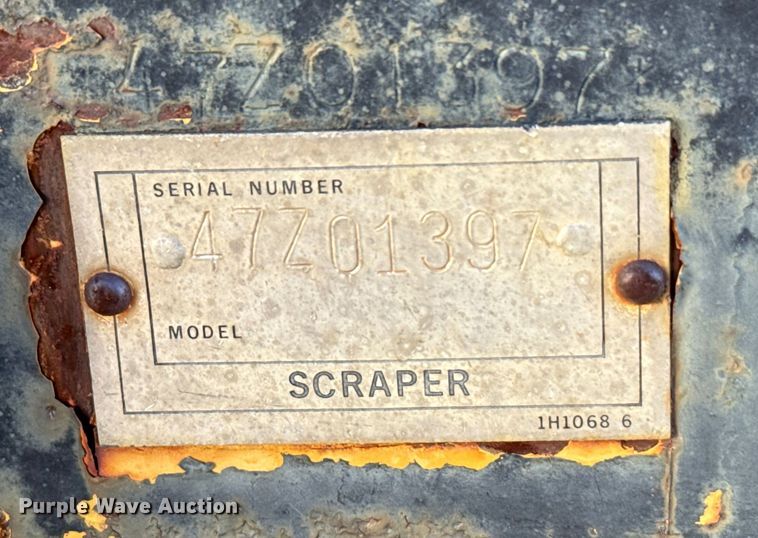 *47Z01397*
SERIAL NUMBER
47Z01397
MODEL
SCRAPER
1H1068 6
Purple Wave Auction